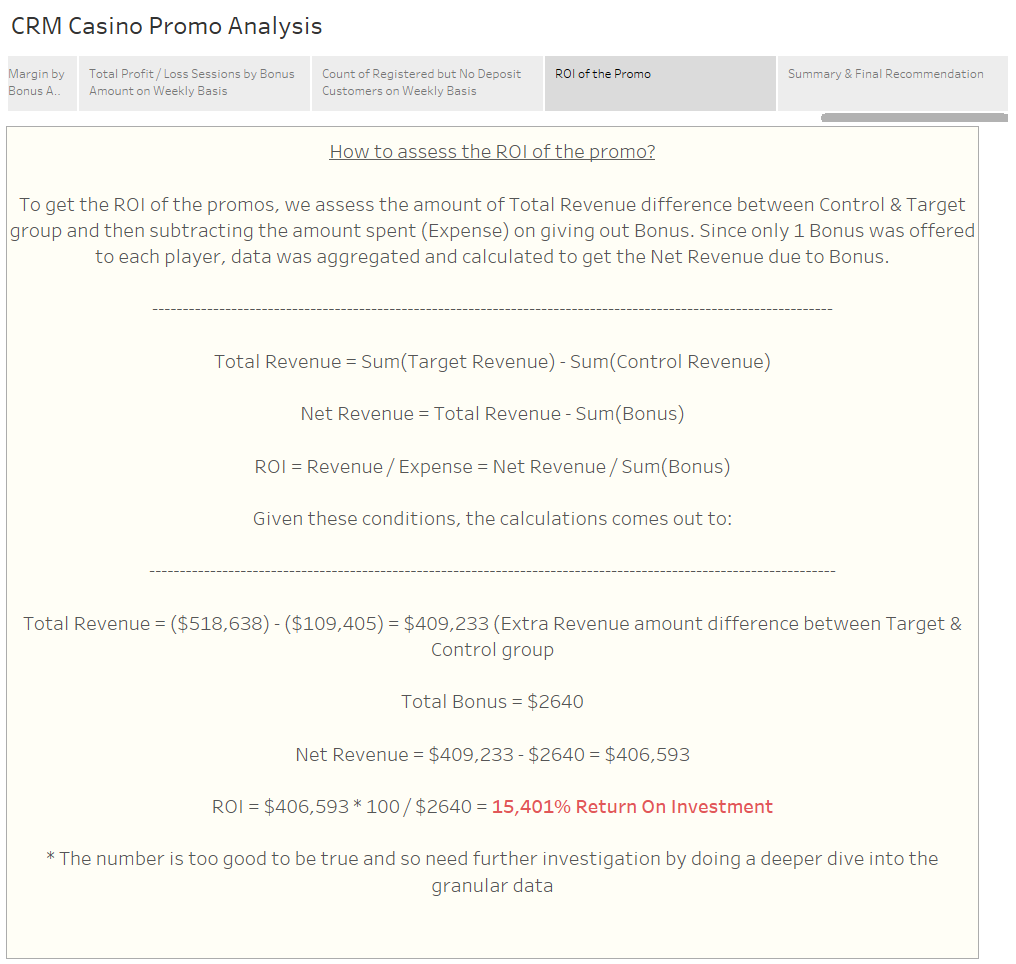 CRM Casino Promo Analysis
Margin by
Bonus A..
Total Profit / Loss Sessions by Bonus
Amount on Weekly Basis
Count of Registered but No Deposit
Customers on Weekly Basis
ROI of the Promo
Summary & Final Recommendation
How to assess the ROI of the promo?
To get the ROI of the promos, we assess the amount of Total Revenue difference between Control & Target
group and then subtracting the amount spent (Expense) on giving out Bonus. Since only 1 Bonus was offered
to each player, data was aggregated and calculated to get the Net Revenue due to Bonus.
----------------------------------------------------------------------------------------------------------------
Total Revenue = Sum(Target Revenue) - Sum(Control Revenue)
Net Revenue = Total Revenue - Sum(Bonus)
ROI = Revenue / Expense = Net Revenue / Sum(Bonus)
Given these conditions, the calculations comes out to:
-----------------------------------------------------------------------------------------------------------------
Total Revenue = ($518,638) - ($109,405) = $409,233 (Extra Revenue amount difference between Target &
Control group
Total Bonus = $2640
Net Revenue = $409,233 - $2640 = $406,593
ROI = $406,593 * 100 / $2640 = 15,401% Return On Investment
* The number is too good to be true and so need further investigation by doing a deeper dive into the
granular data